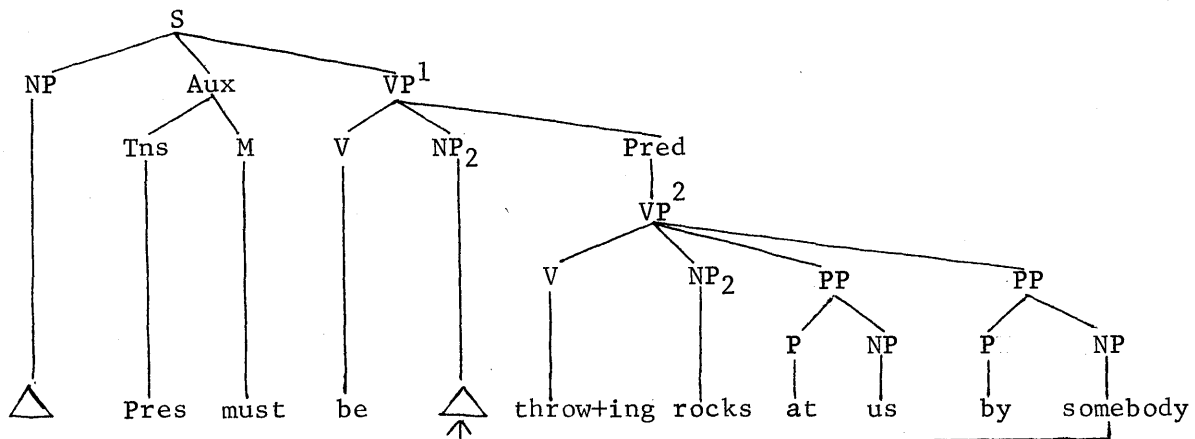 S
NP Aux VP1
Tns M V NP2 Pred
VP2
V NP2 PP PP
P NP P NP
Pres must be throw+ing rocks at us by somebody